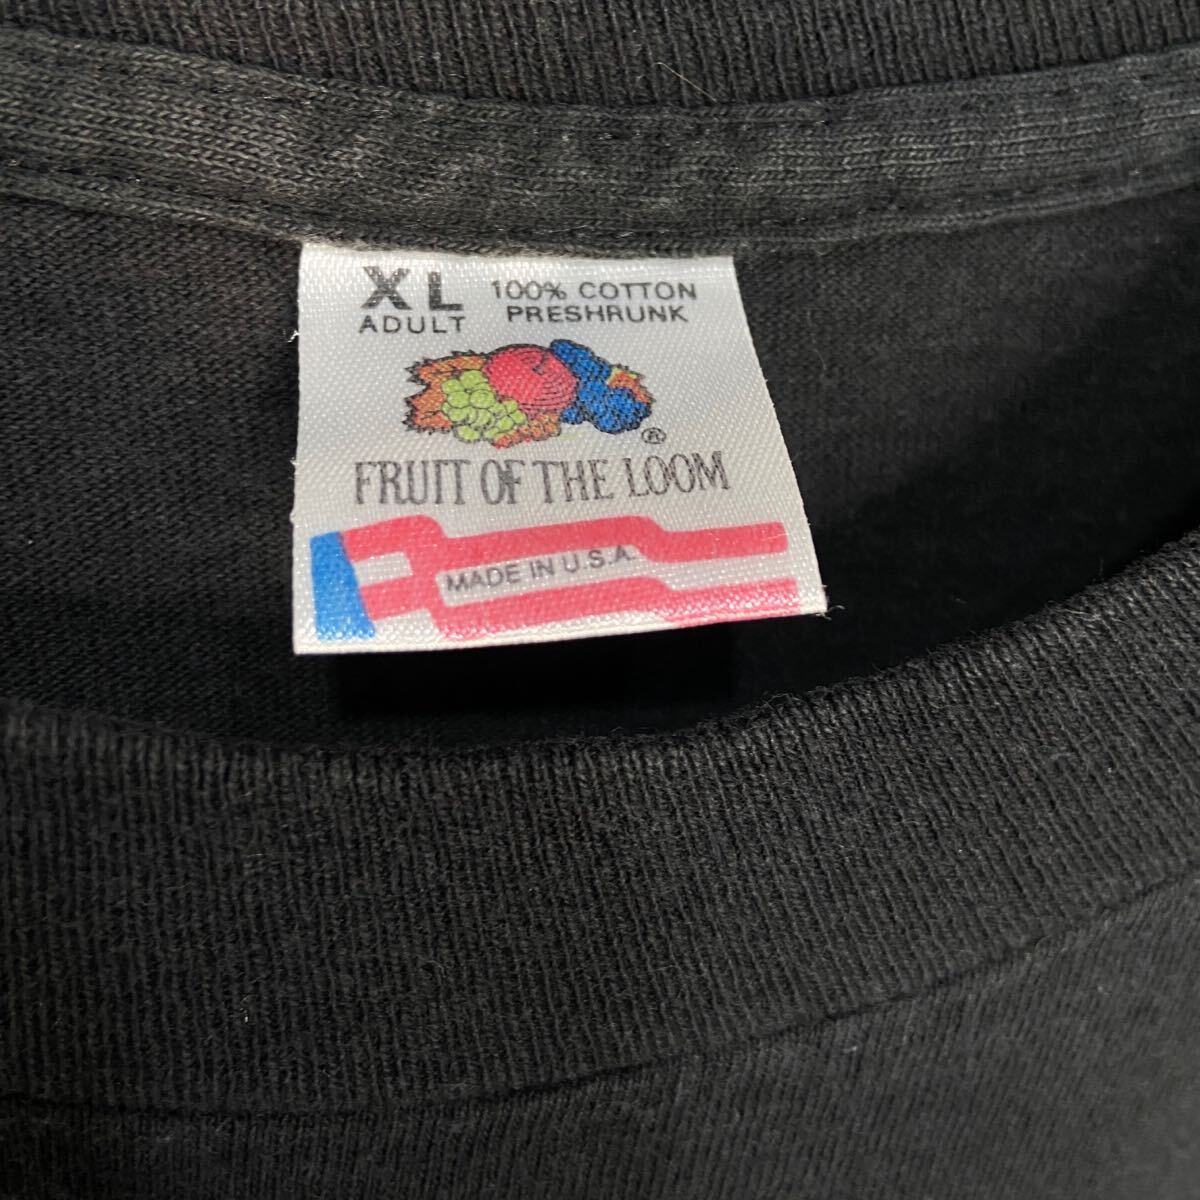 XL
ADULT
100% COTTON
PRESHRUNK
®
FRUIT OF THE LOOM
MADE IN U.S.A.